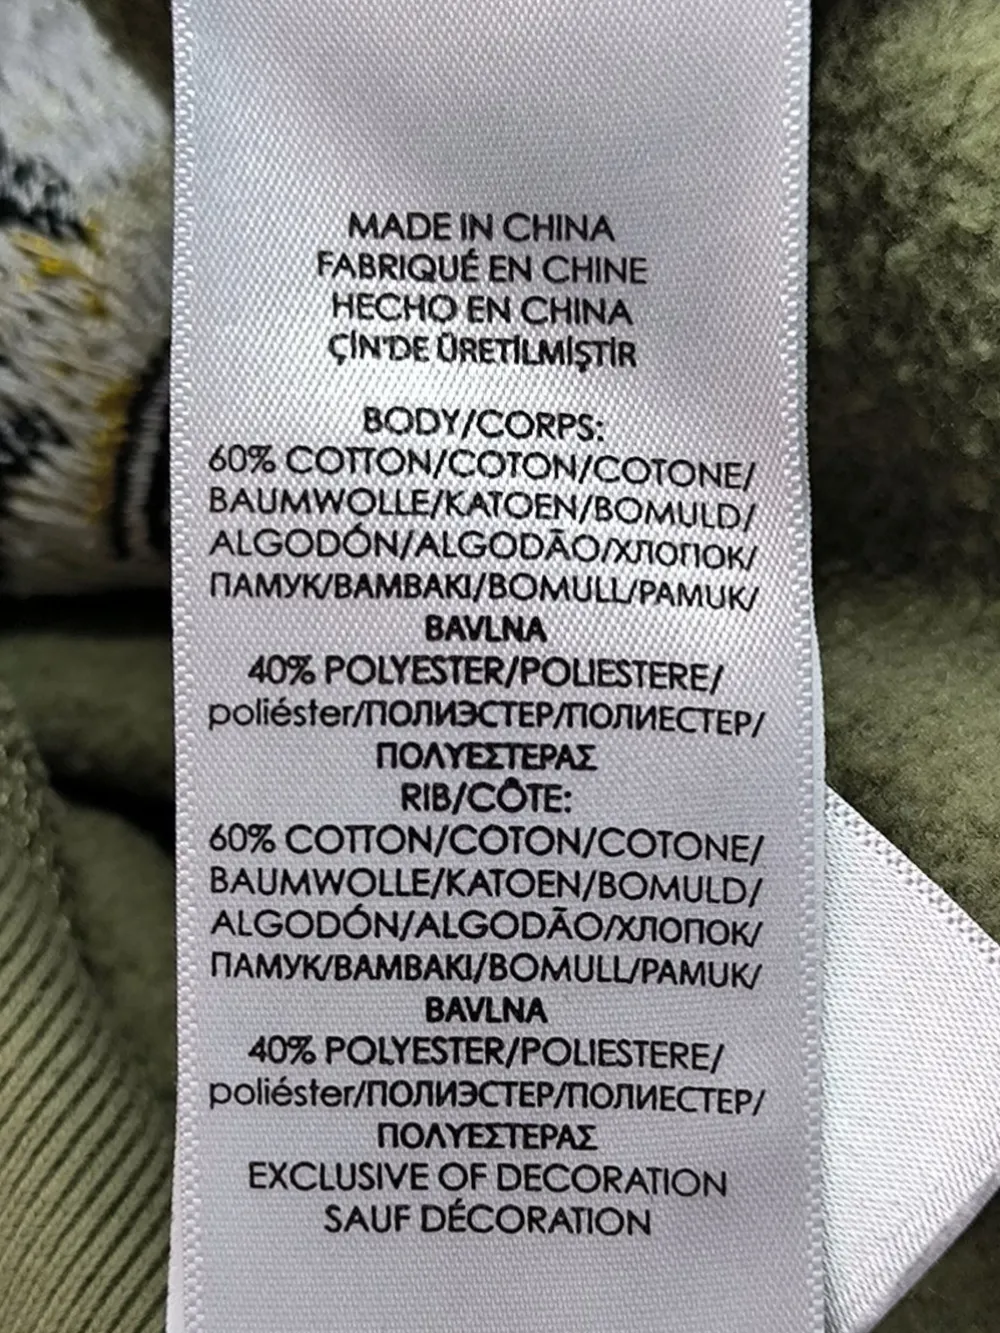 MADE IN CHINA
FABRIQUÉ EN CHINE
HECHO EN CHINA
ÇİN'DE ÜRETİLMİŞTİR
BODY/CORPS:
60% COTTON/COTON/COTONE/
BAUMWOLLE/KATOEN/BOMULD/
ALGODÓN/ALGODÃO/ХЛОПОК/
ПАМУК/ΒΑΜΒΑΚΙ/BOMULL/PAMUK/
BAVLNA
40% POLYESTER/POLIESTERE/
poliéster/ПОЛИЭСТЕР/ПОЛИЕСТЕР/
ΠΟΛΥΕΣΤΕΡΑΣ
RIB/CÔTE:
60% COTTON/COTON/COTONE/
BAUMWOLLE/KATOEN/BOMULD/
ALGODÓN/ALGODÃO/ХЛОПОК/
ПАМУК/ΒΑΜΒΑΚΙ/BOMULL/PAMUK/
BAVLNA
40% POLYESTER/POLIESTERE/
poliéster/ПОЛИЭСТЕР/ПОЛИЕСТЕР/
ΠΟΛΥΕΣΤΕΡΑΣ
EXCLUSIVE OF DECORATION
SAUF DÉCORATION